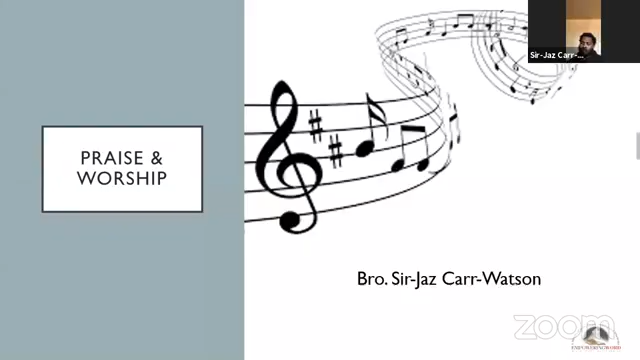 Sir-Jaz Carr-...
PRAISE &
WORSHIP
Bro. Sir-Jaz Carr-Watson
zoom